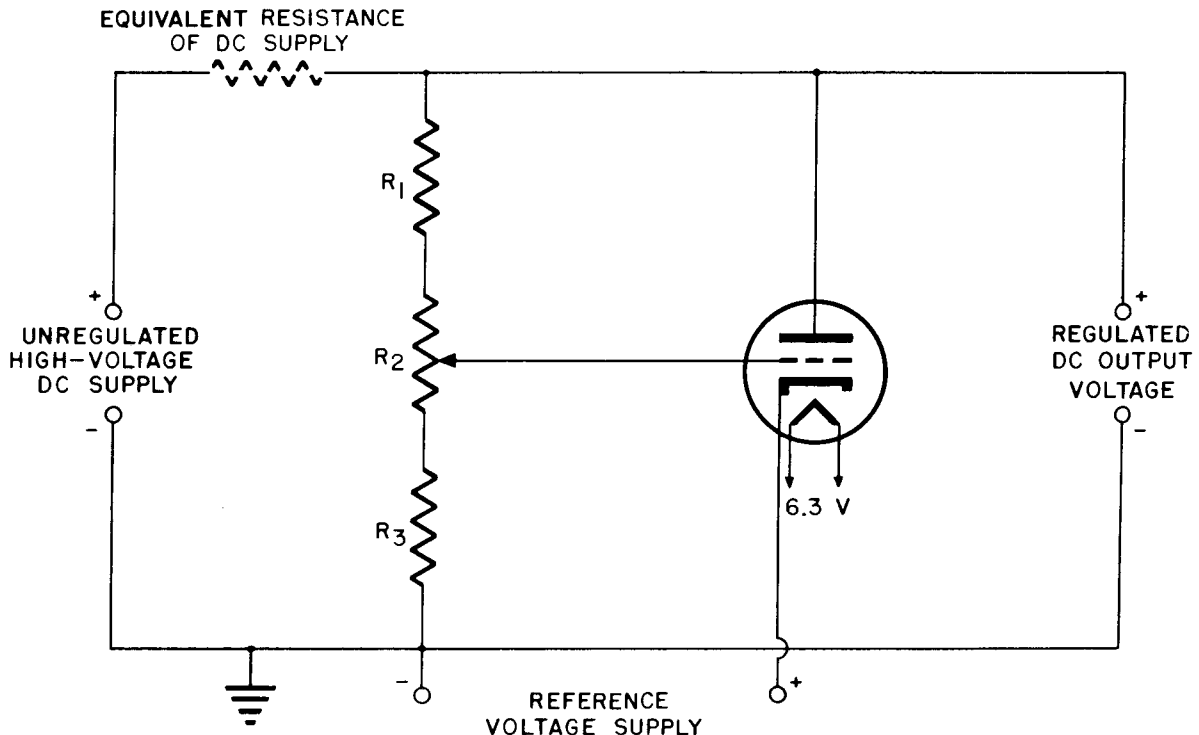 EQUIVALENT RESISTANCE
OF DC SUPPLY
R1
+
UNREGULATED
HIGH-VOLTAGE
DC SUPPLY
-
R2
+
REGULATED
DC OUTPUT
VOLTAGE
-
6.3 V
R3
-
REFERENCE
VOLTAGE SUPPLY
+